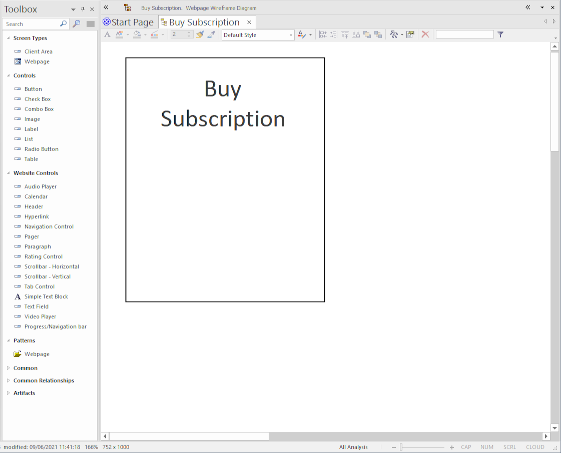 Toolbox
Search
Screen Types
Client Area
Webpage
Controls
Button
Check Box
Combo Box
Image
Label
List
Radio Button
Table
Website Controls
Audio Player
Calendar
Header
Hyperlink
Navigation Control
Pager
Paragraph
Rating Control
Scrollbar - Horizontal
Scrollbar - Vertical
Tab Control
Simple Text Block
Text Field
Video Player
Progress/Navigation bar
Patterns
Webpage
Common
Common Relationships
Artifacts
Buy Subscription. Webpage Wireframe Diagram
Start Page
Buy Subscription
Default Style
Buy
Subscription
modified: 09/06/2021 11:41:18 166% 752 x 1000
All Analysis
CAP NUM SCRL CLOUD